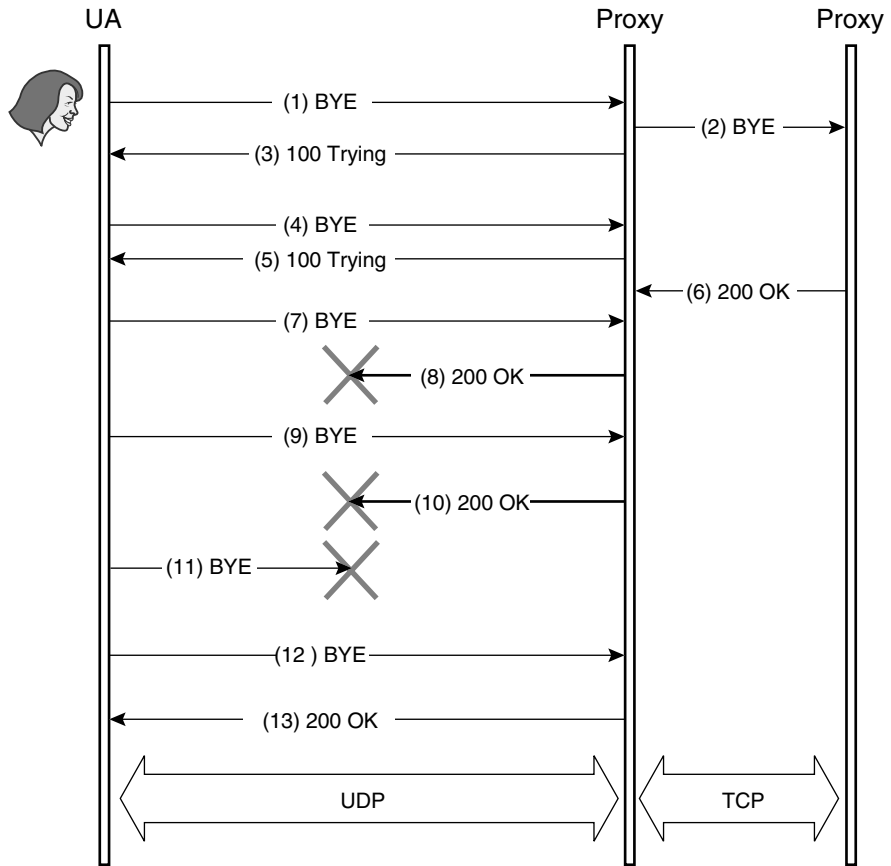 UA Proxy Proxy
(1) BYE
(2) BYE
(3) 100 Trying
(4) BYE
(5) 100 Trying
(6) 200 OK
(7) BYE
(8) 200 OK
(9) BYE
(10) 200 OK
(11) BYE
(12 ) BYE
(13) 200 OK
UDP TCP